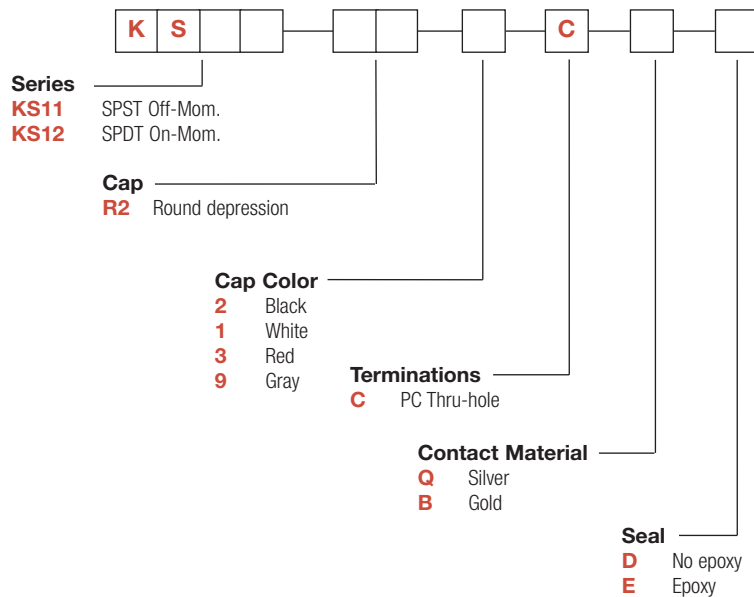 K S C
Series
KS11 SPST Off-Mom.
KS12 SPDT On-Mom.
Cap
R2 Round depression
Cap Color
2 Black
1 White
3 Red
9 Gray
Terminations
C PC Thru-hole
Contact Material
Q Silver
B Gold
Seal
D No epoxy
E Epoxy